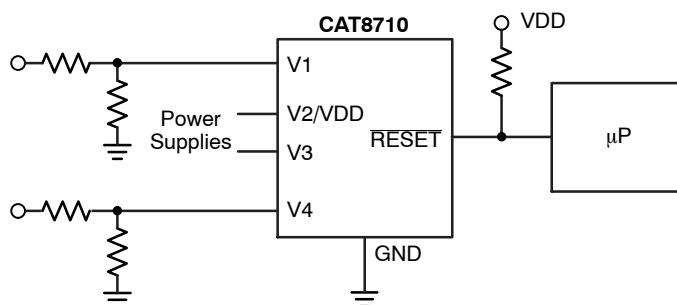 CAT8710
VDD
V1
V2/VDD
Power
Supplies
V3
RESET
μP
V4
GND